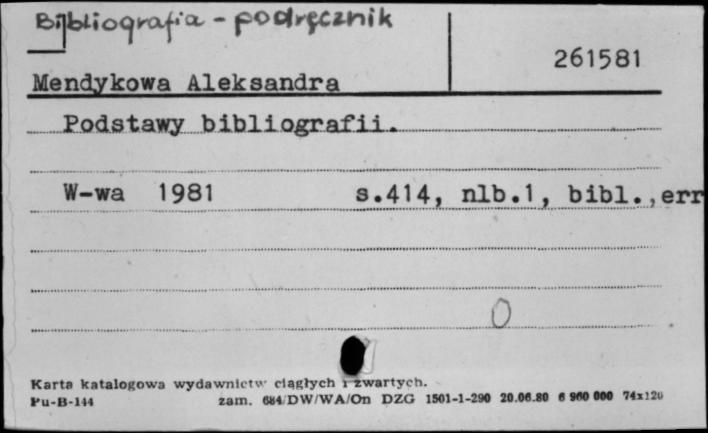 Bibliografia - podręcznik
261581
Mendykowa Aleksandra
Podstawy bibliografii.
W-wa 1981 s.414, nlb.1, bibl.,err
0
Karta katalogowa wydawnictw ciągłych i zwartych.
Pu-B-144 zam. 684/DW/WA/On DZG 1501-1-290 20.06.80 6 960 000 74x120